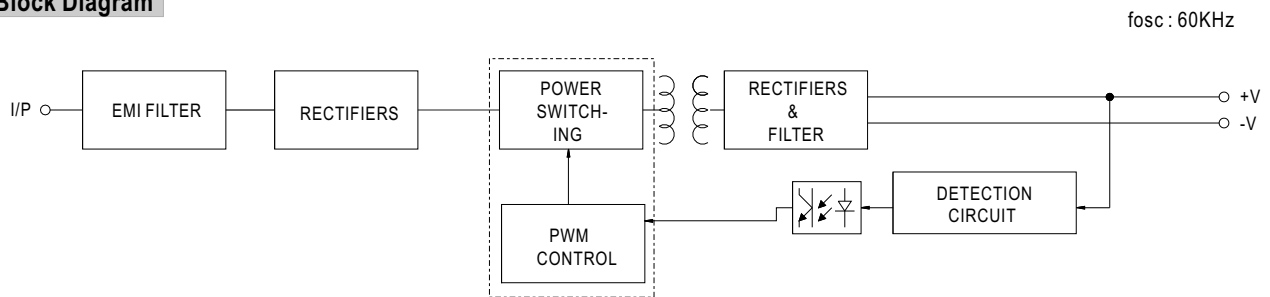 Block Diagram
fosc : 60KHz
I/P
EMI FILTER
RECTIFIERS
POWER
SWITCH-
ING
RECTIFIERS
&
FILTER
+V
-V
DETECTION
CIRCUIT
PWM
CONTROL